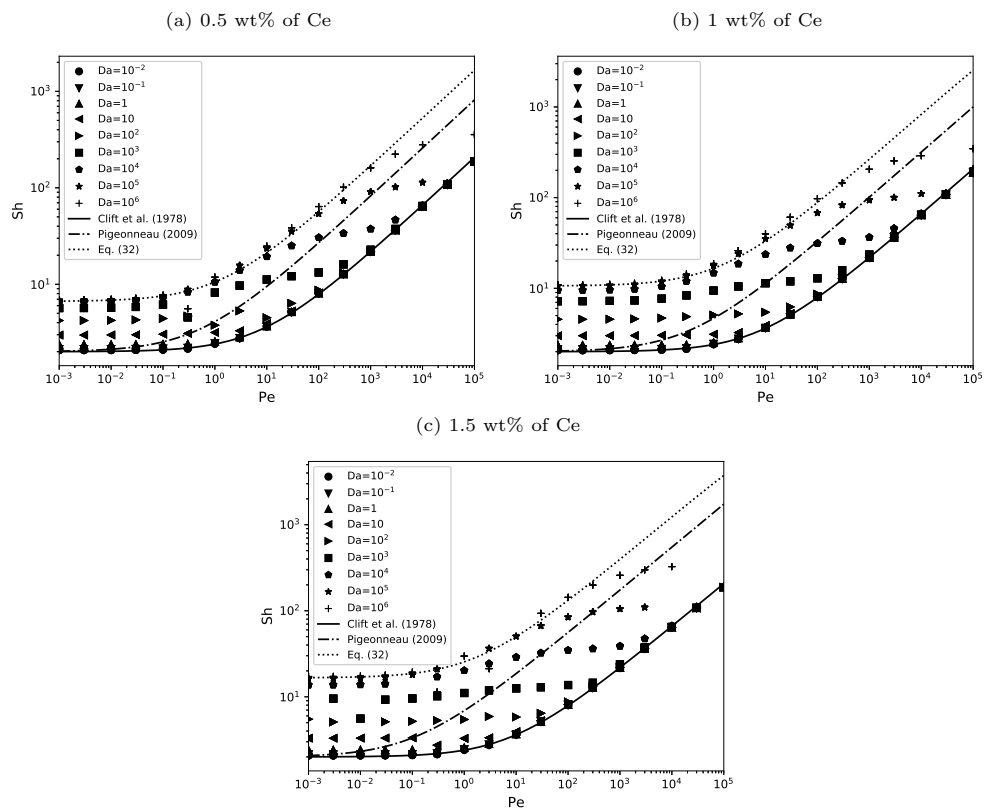 (a) 0.5 wt% of Ce
(b) 1 wt% of Ce
Da=10⁻²
Da=10⁻¹
Da=1
Da=10
Da=10²
Da=10³
Da=10⁴
Da=10⁵
Da=10⁶
Clift et al. (1978)
Pigeonneau (2009)
Eq. (32)
10³
10²
10¹
Sh
10⁻³ 10⁻² 10⁻¹ 10⁰ 10¹ 10² 10³ 10⁴ 10⁵
Pe
Da=10⁻²
Da=10⁻¹
Da=1
Da=10
Da=10²
Da=10³
Da=10⁴
Da=10⁵
Da=10⁶
Clift et al. (1978)
Pigeonneau (2009)
Eq. (32)
10³
10²
10¹
Sh
10⁻³ 10⁻² 10⁻¹ 10⁰ 10¹ 10² 10³ 10⁴ 10⁵
Pe
(c) 1.5 wt% of Ce
Da=10⁻²
Da=10⁻¹
Da=1
Da=10
Da=10²
Da=10³
Da=10⁴
Da=10⁵
Da=10⁶
Clift et al. (1978)
Pigeonneau (2009)
Eq. (32)
10³
10²
10¹
Sh
10⁻³ 10⁻² 10⁻¹ 10⁰ 10¹ 10² 10³ 10⁴ 10⁵
Pe